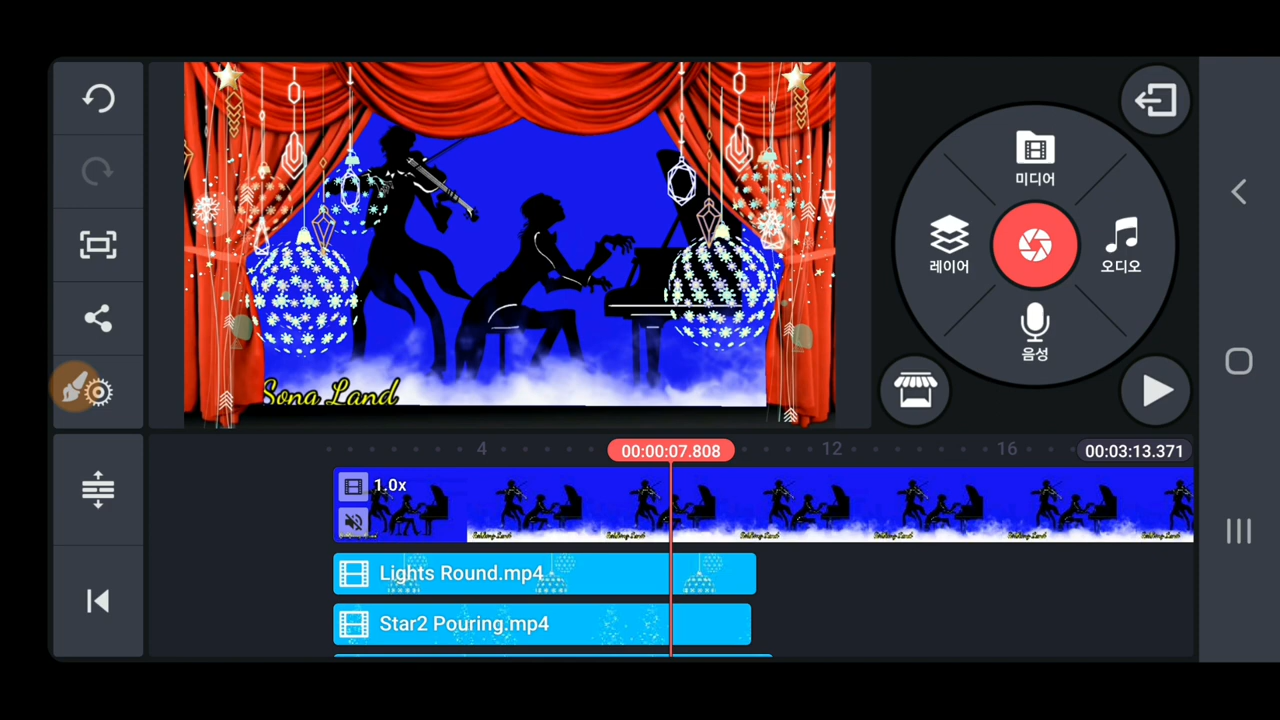 미디어
레이어
오디오
음성
Song Land
4
00:00:07.808
12
16
00:03:13.371
1.0x
Lights Round.mp4
Star2 Pouring.mp4